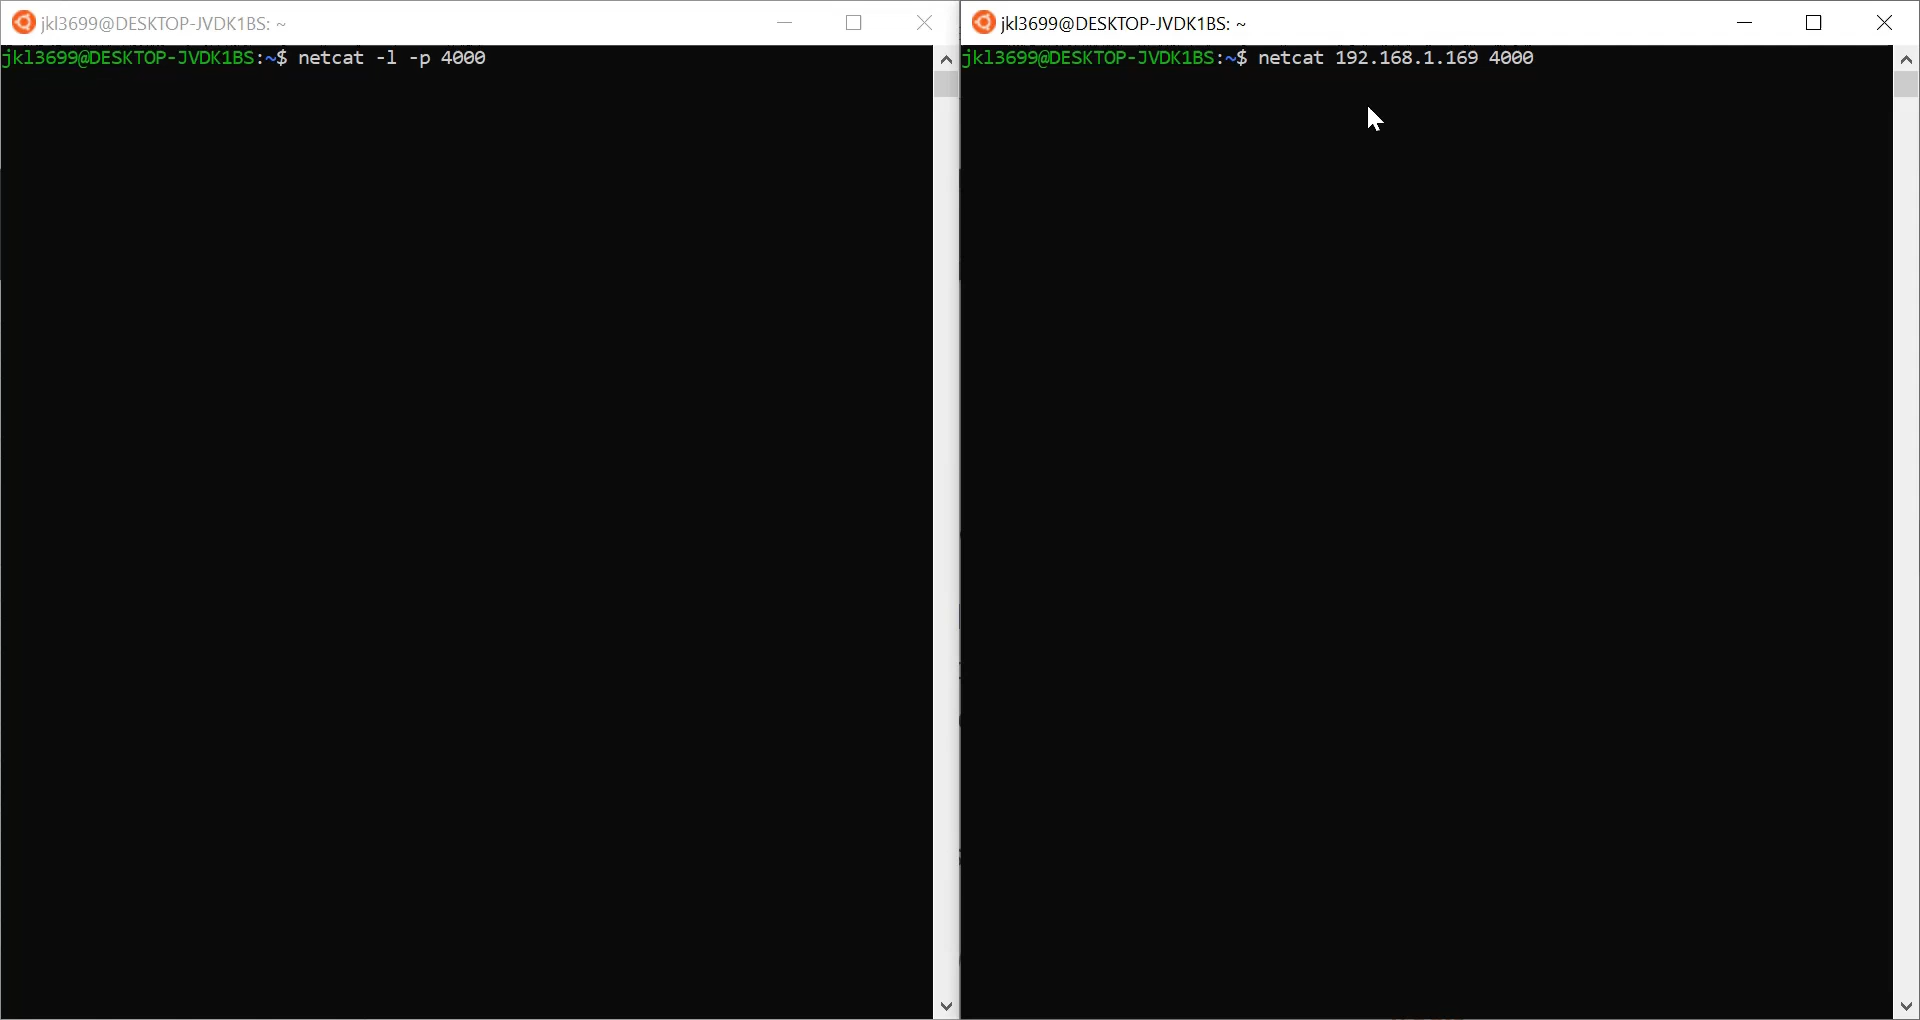 jkl3699@DESKTOP-JVDK1BS: ~
jkl3699@DESKTOP-JVDK1BS:~$ netcat -l -p 4000
jkl3699@DESKTOP-JVDK1BS: ~
jkl3699@DESKTOP-JVDK1BS:~$ netcat 192.168.1.169 4000